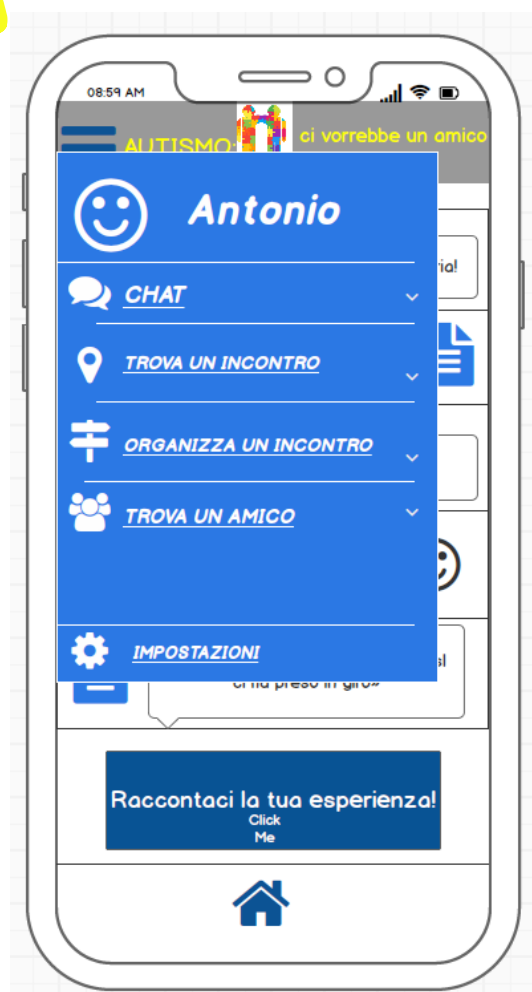 08:59 AM
AUTISMO: ci vorrebbe un amico
Antonio
ia!
CHAT
TROVA UN INCONTRO
ORGANIZZA UN INCONTRO
TROVA UN AMICO
IMPOSTAZIONI
ci ha preso in giro»
Raccontaci la tua esperienza!
Click
Me